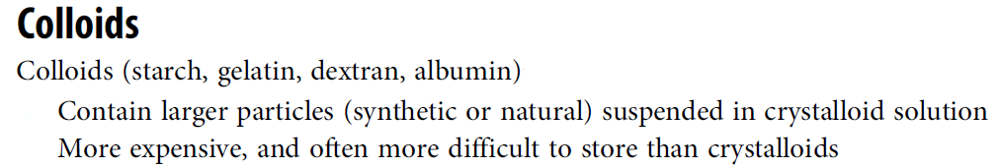 Colloids
Colloids (starch, gelatin, dextran, albumin)
Contain larger particles (synthetic or natural) suspended in crystalloid solution
More expensive, and often more difficult to store than crystalloids